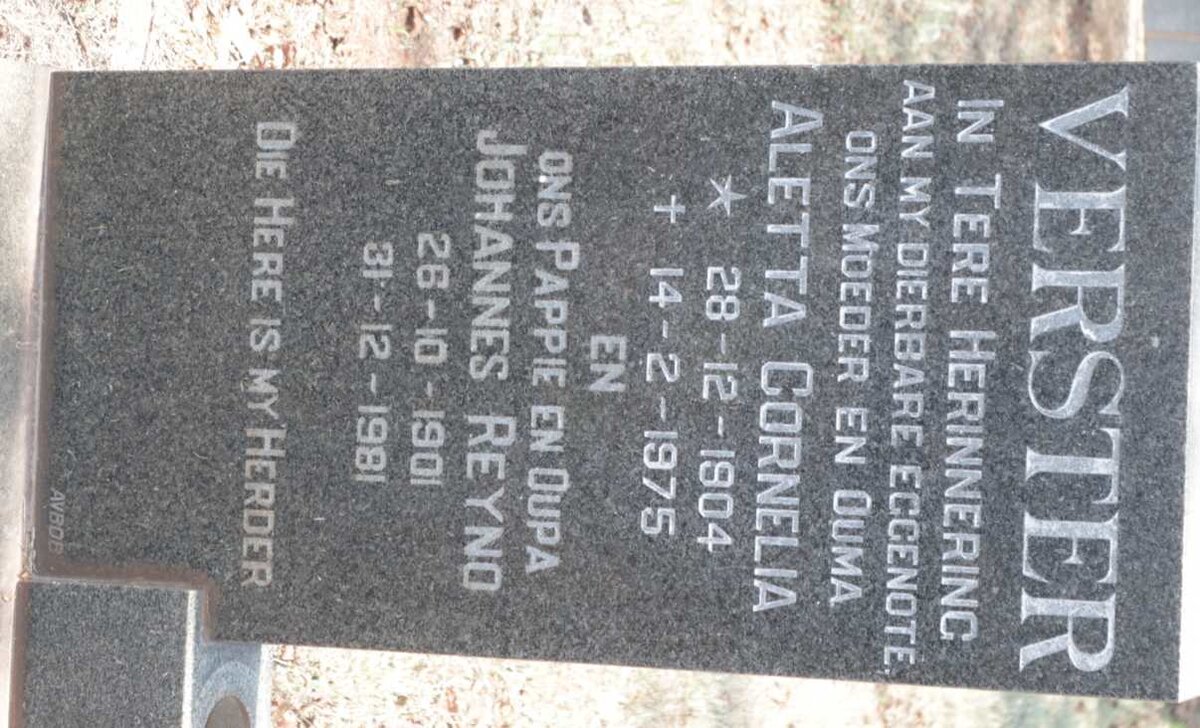 VERSTER
IN TERE HERINNERING
AAN MY DIERBARE EGGENOTE
ONS MOEDER EN OUMA
ALETTA CORNELIA
* 28-12-1904
+ 14-2-1975
EN
ONS PAPPIE EN OUPA
JOHANNES REYNO
26-10-1901
31-12-1981
DIE HERE IS MY HERDER